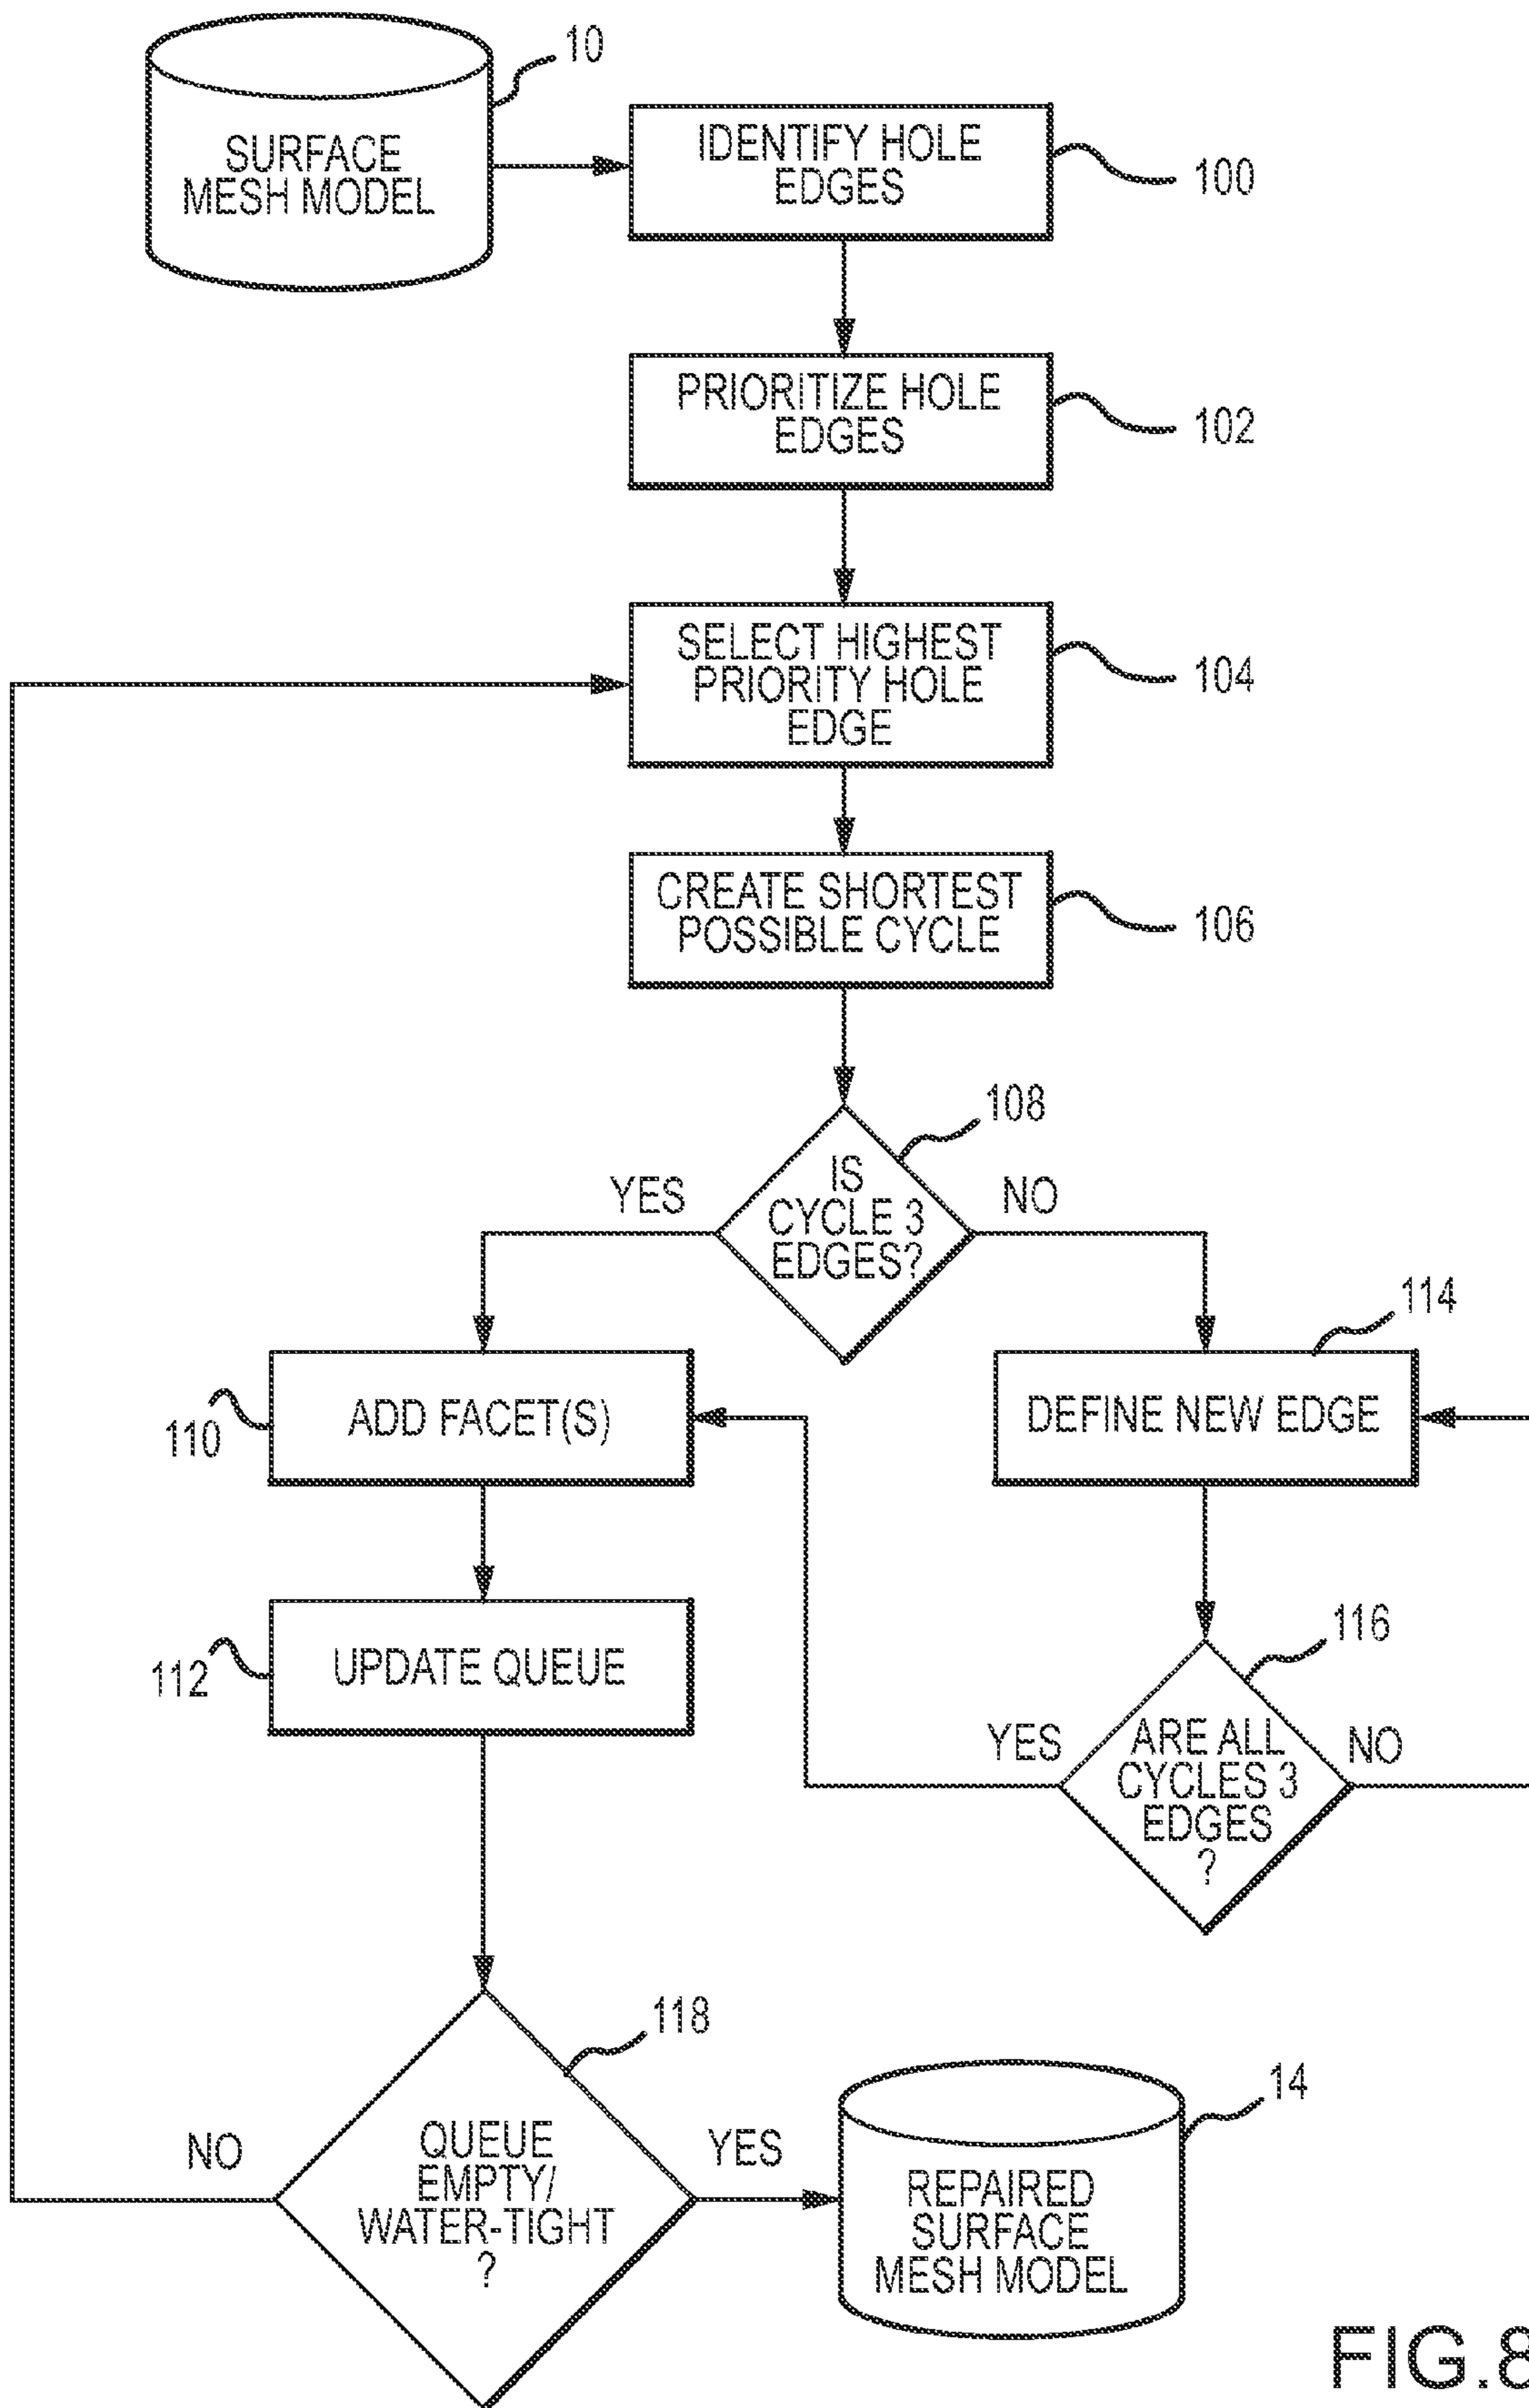 10
SURFACE
MESH MODEL
IDENTIFY HOLE
EDGES
100
PRIORITIZE HOLE
EDGES
102
SELECT HIGHEST
PRIORITY HOLE
EDGE
104
CREATE SHORTEST
POSSIBLE CYCLE
106
108
IS
CYCLE 3
EDGES?
YES
NO
114
110
ADD FACET(S)
DEFINE NEW EDGE
112
UPDATE QUEUE
116
YES
ARE ALL
CYCLES 3
EDGES
?
NO
118
NO
QUEUE
EMPTY/
WATER-TIGHT
?
YES
14
REPAIRED
SURFACE
MESH MODEL
FIG.8